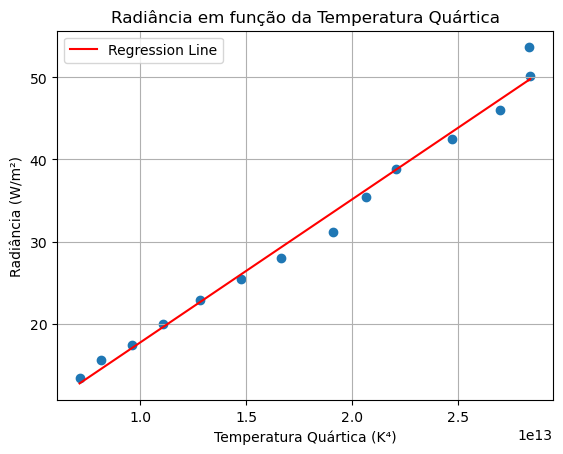 Radiância em função da Temperatura Quártica
Regression Line
50
40
30
20
Radiância (W/m²)
1.0 1.5 2.0 2.5
1e13
Temperatura Quártica (K⁴)